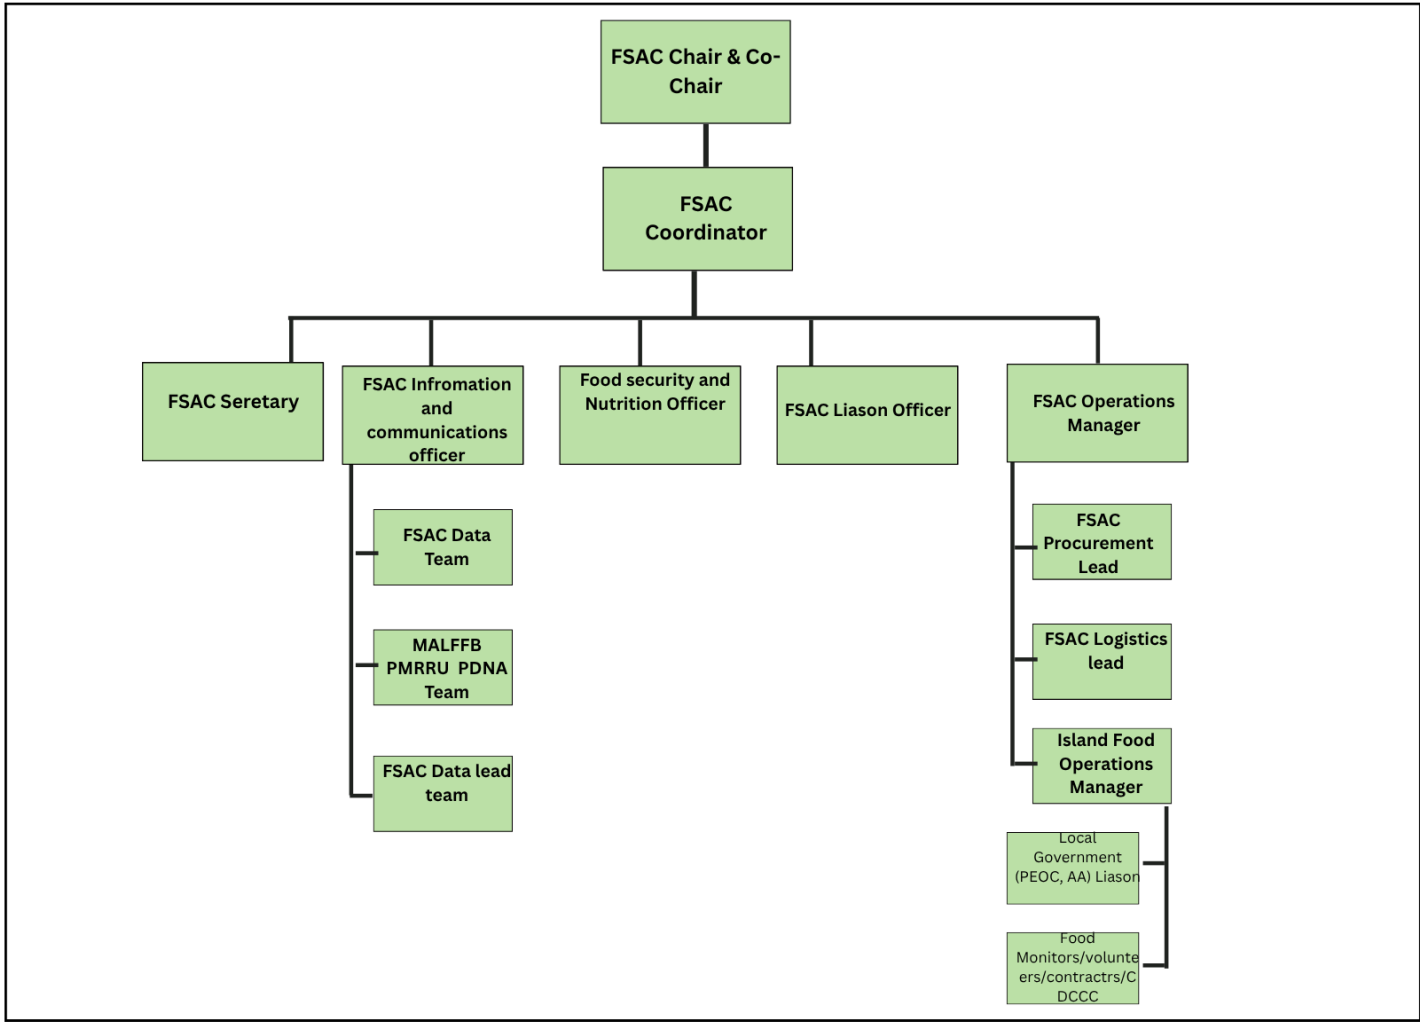 FSAC Chair & Co-
Chair
FSAC
Coordinator
FSAC Seretary
FSAC Infromation
and
communications
officer
Food security and
Nutrition Officer
FSAC Liason Officer
FSAC Operations
Manager
FSAC Data
Team
MALFFB
PMRRU PDNA
Team
FSAC Data lead
team
FSAC
Procurement
Lead
FSAC Logistics
lead
Island Food
Operations
Manager
Local
Government
(PEOC, AA) Liason
Food
Monitors/volunte
ers/contractrs/C
DCCC